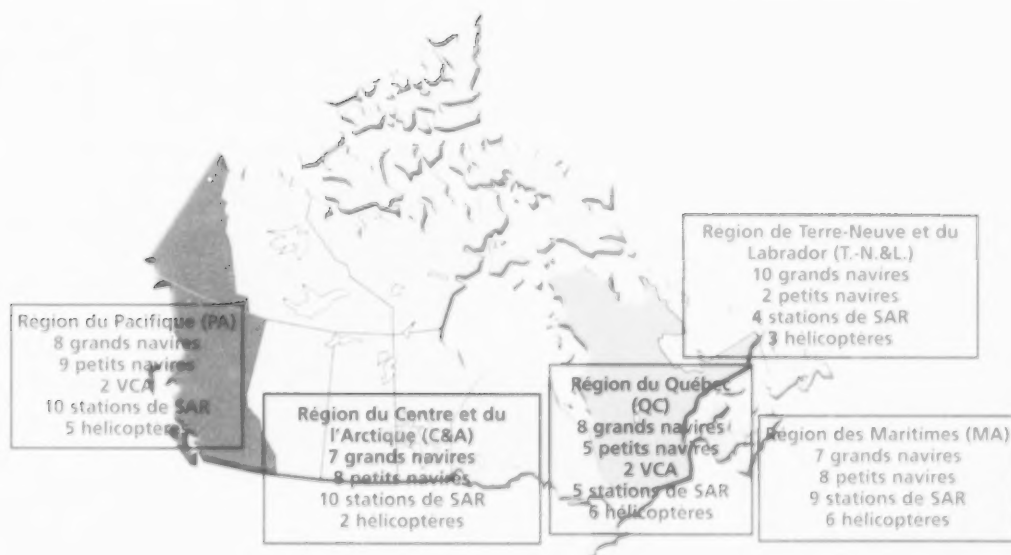 Région de Terre-Neuve et du
Labrador (T.-N.&L.)
10 grands navires
2 petits navires
4 stations de SAR
3 hélicoptères
Région du Pacifique (PA)
8 grands navires
9 petits navires
2 VCA
10 stations de SAR
5 hélicoptères
Région du Centre et du
l'Arctique (C&A)
7 grands navires
8 petits navires
10 stations de SAR
2 hélicoptères
Région du Québec
(QC)
8 grands navires
5 petits navires
2 VCA
5 stations de SAR
6 hélicoptères
Région des Maritimes (MA)
7 grands navires
8 petits navires
9 stations de SAR
6 hélicoptères